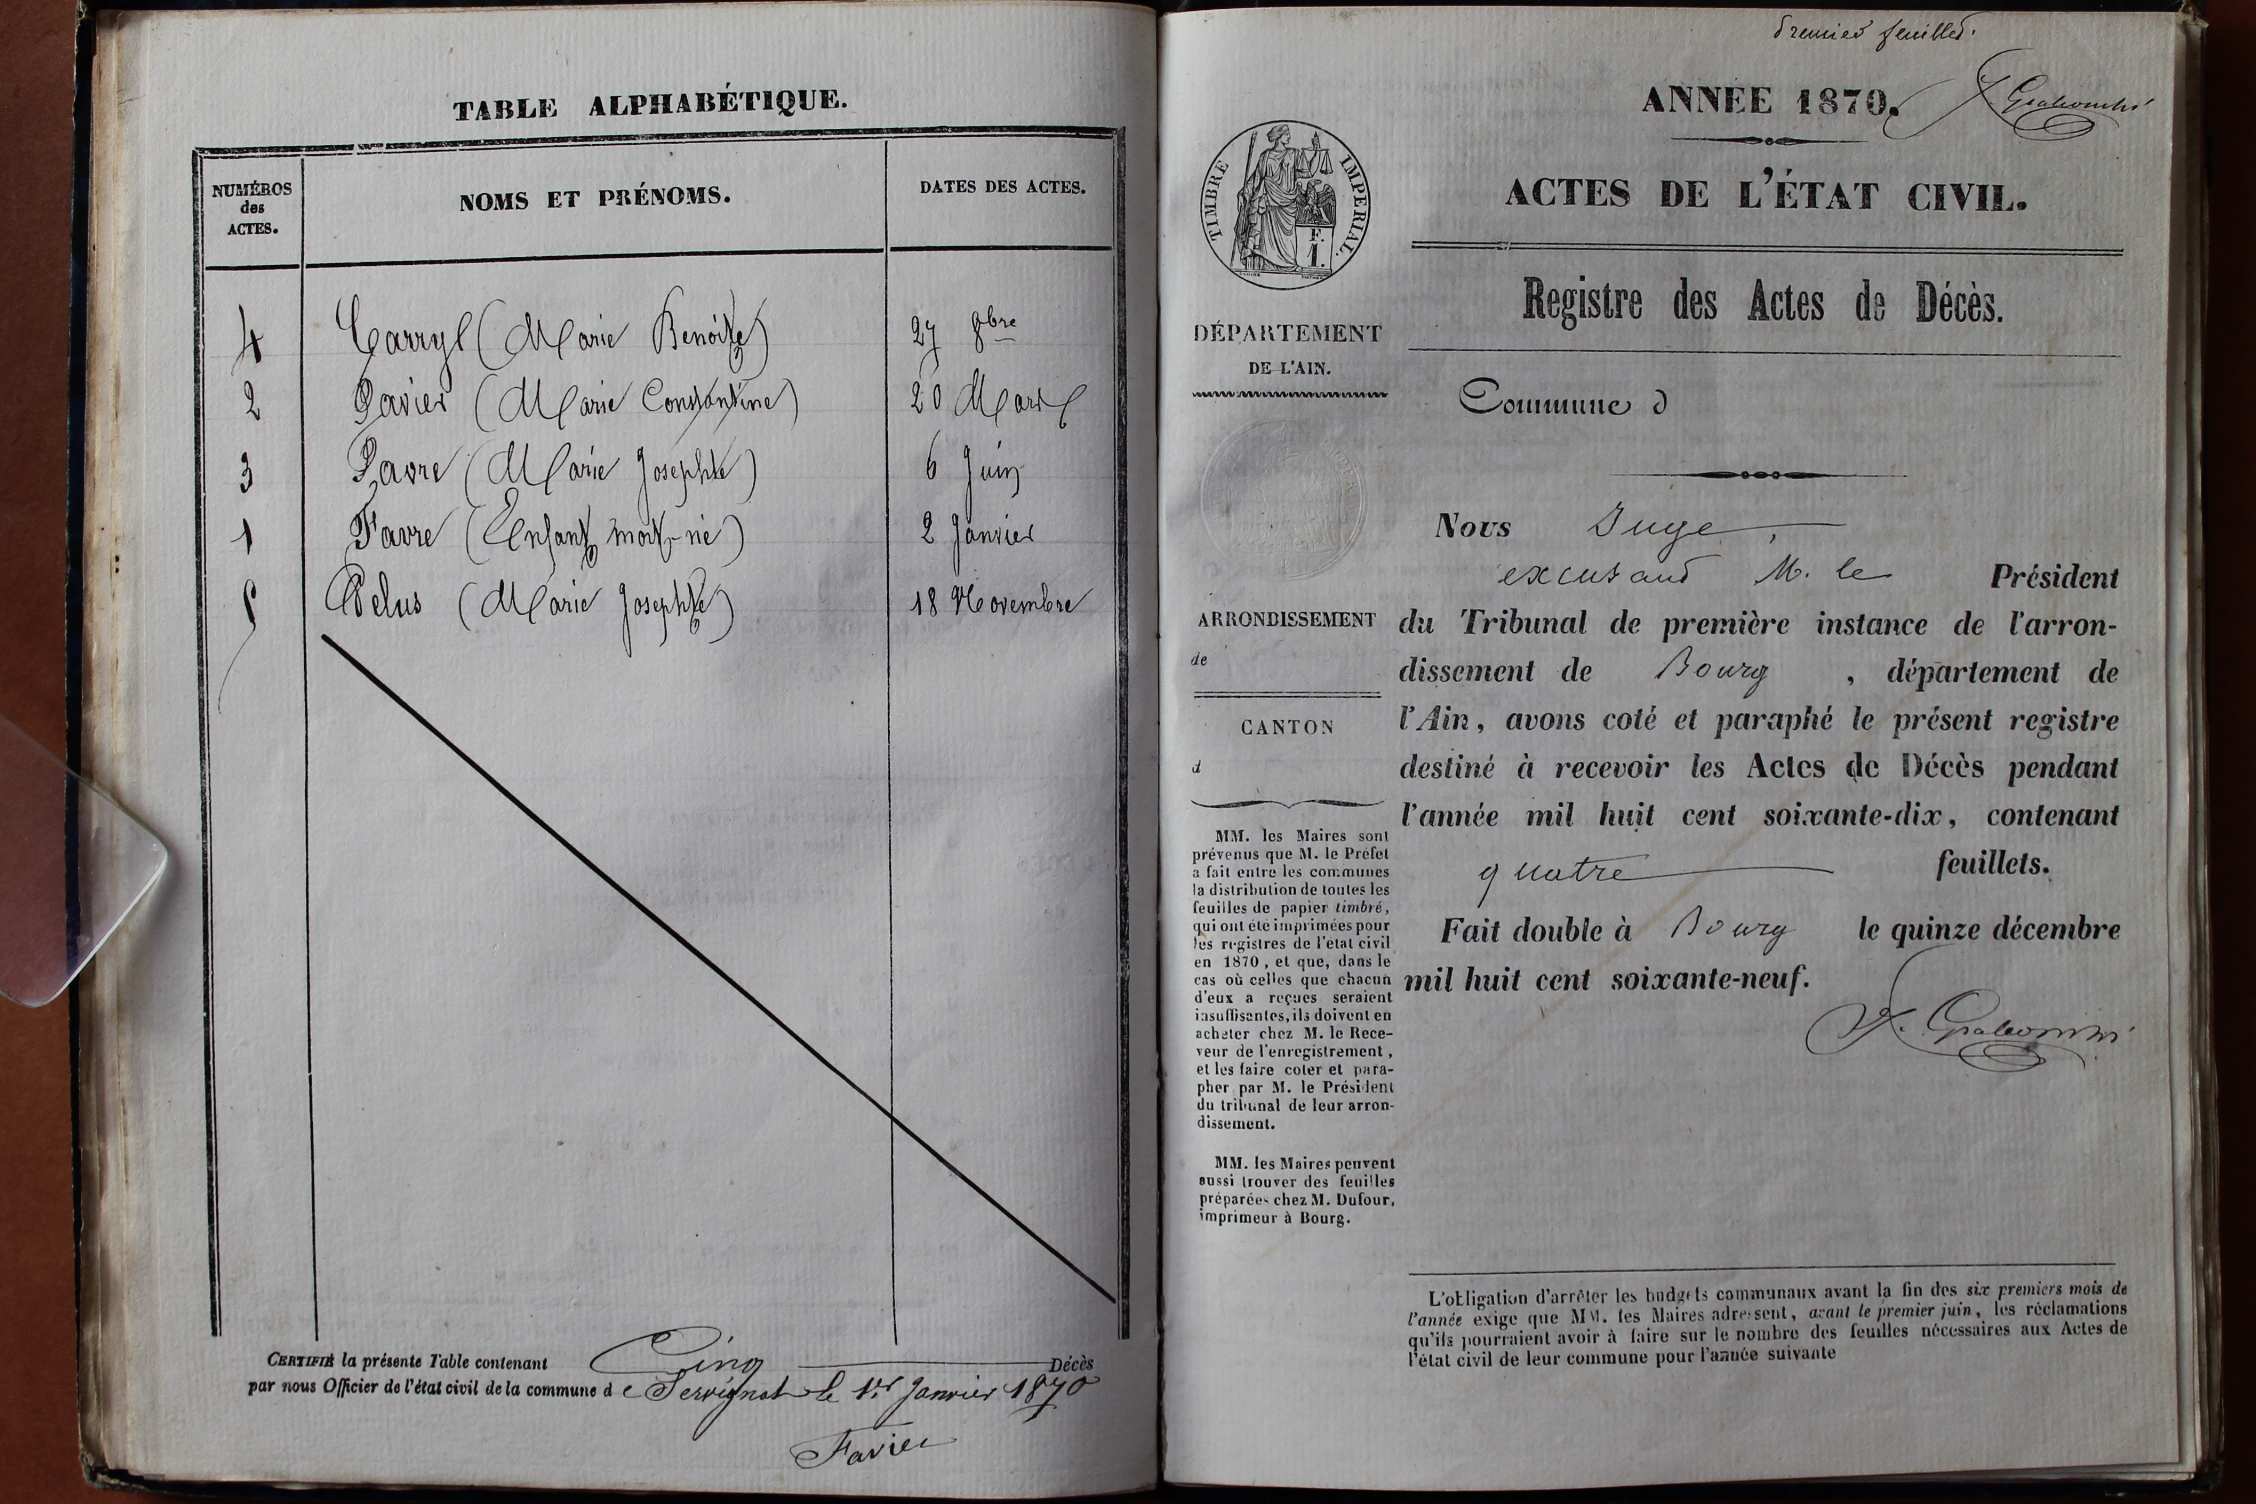 TABLE ALPHABÉTIQUE.
NUMÉROS
des
ACTES.
NOMS ET PRÉNOMS.
DATES DES ACTES.
4 Carryl (Marie Benoite) 27 8bre
2 Favier (Marie Constantine) 20 Mars
3 Favre (Marie Josephte) 6 Juin
1 Favre (Enfant mort-né) 2 Janvier
5 Pelus (Marie Josephte) 18 Novembre
CERTIFIÉ la présente Table contenant Cinq Décès
par nous Officier de l'état civil de la commune d e Servignat le 1er Janvier 1870
Favier
Premier feuillet.
ANNÉE 1870.
ACTES DE L'ÉTAT CIVIL.
TIMBRE IMPERIAL.
F.
1.
Registre des Actes de Décès.
DÉPARTEMENT
DE L'AIN.
Commune d
ARRONDISSEMENT
de
CANTON
d
MM. les Maires sont
prévenus que M. le Préfet
a fait entre les communes
la distribution de toutes les
feuilles de papier timbré,
qui ont été imprimées pour
les registres de l'état civil
en 1870, et que, dans le
cas où celles que chacun
d'eux a reçues seraient
insuffisantes, ils doivent en
acheter chez M. le Rece-
veur de l'enregistrement,
et les faire coter et para-
pher par M. le Président
du tribunal de leur arron-
dissement.
MM. les Maires peuvent
aussi trouver des feuilles
préparées chez M. Dufour,
imprimeur à Bourg.
Nous Juge,
excusant M. le Président
du Tribunal de première instance de l'arron-
dissement de Bourg, département de
l'Ain, avons coté et paraphé le présent registre
destiné à recevoir les Actes de Décès pendant
l'année mil huit cent soixante-dix, contenant
quatre feuillets.
Fait double à Bourg le quinze décembre
mil huit cent soixante-neuf.
L'obligation d'arrêter les budgets communaux avant la fin des six premiers mois de
l'année exige que MM. les Maires adressent, avant le premier juin, les réclamations
qu'ils pourraient avoir à faire sur le nombre des feuilles nécessaires aux Actes de
l'état civil de leur commune pour l'année suivante